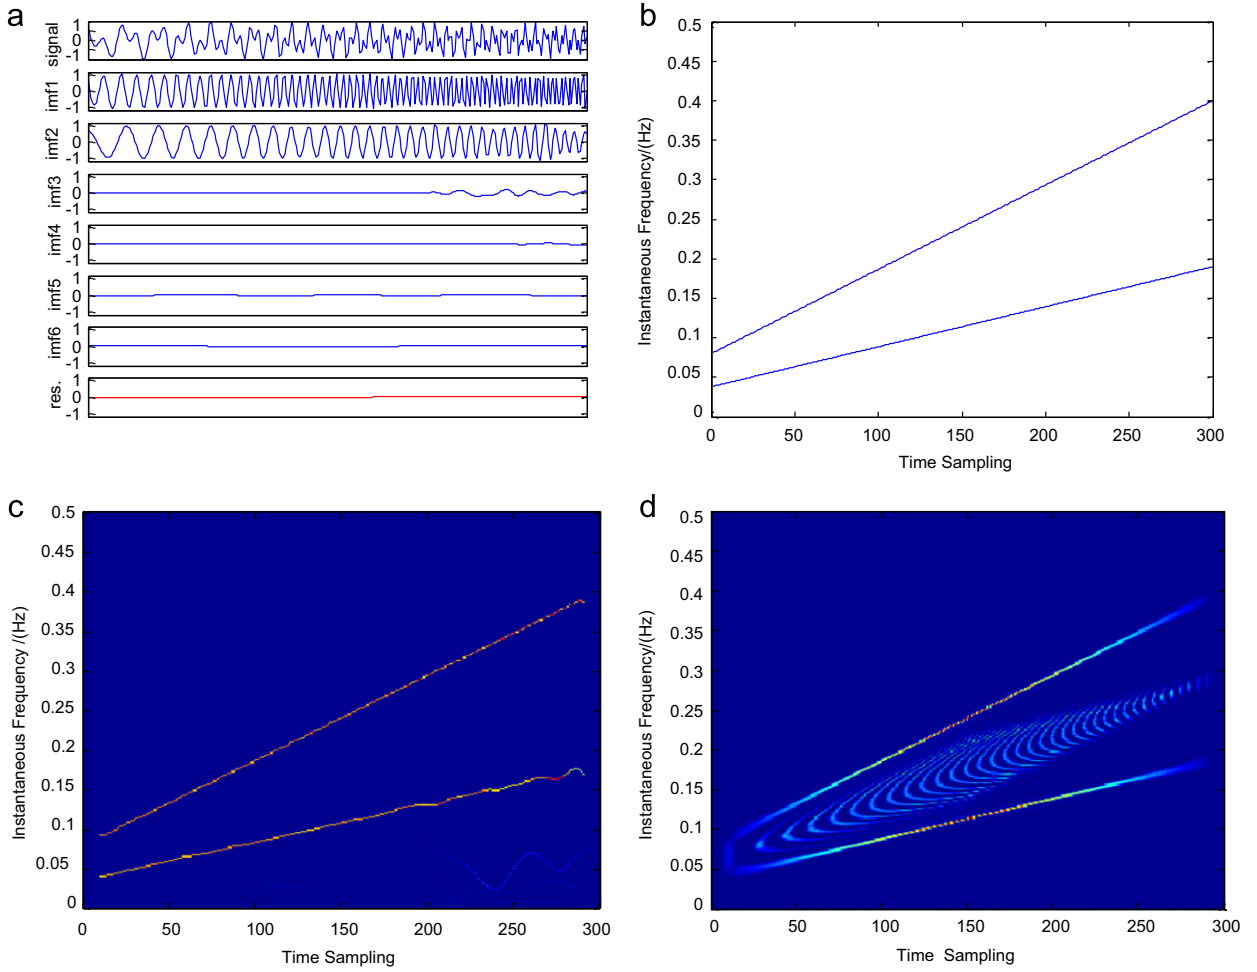 a
signal
1
0
-1
imf1
1
0
-1
imf2
1
0
-1
imf3
1
0
-1
imf4
1
0
-1
imf5
1
0
-1
imf6
1
0
-1
res.
1
0
-1
b
Instantaneous Frequency/(Hz)
0.5
0.45
0.4
0.35
0.3
0.25
0.2
0.15
0.1
0.05
0
0 50 100 150 200 250 300
Time Sampling
c
Instantaneous Frequency /(Hz)
0.5
0.45
0.4
0.35
0.3
0.25
0.2
0.15
0.1
0.05
0
0 50 100 150 200 250 300
Time Sampling
d
Instantaneous Frequency/(Hz)
0.5
0.45
0.4
0.35
0.3
0.25
0.2
0.15
0.1
0.05
0
0 50 100 150 200 250 300
Time Sampling